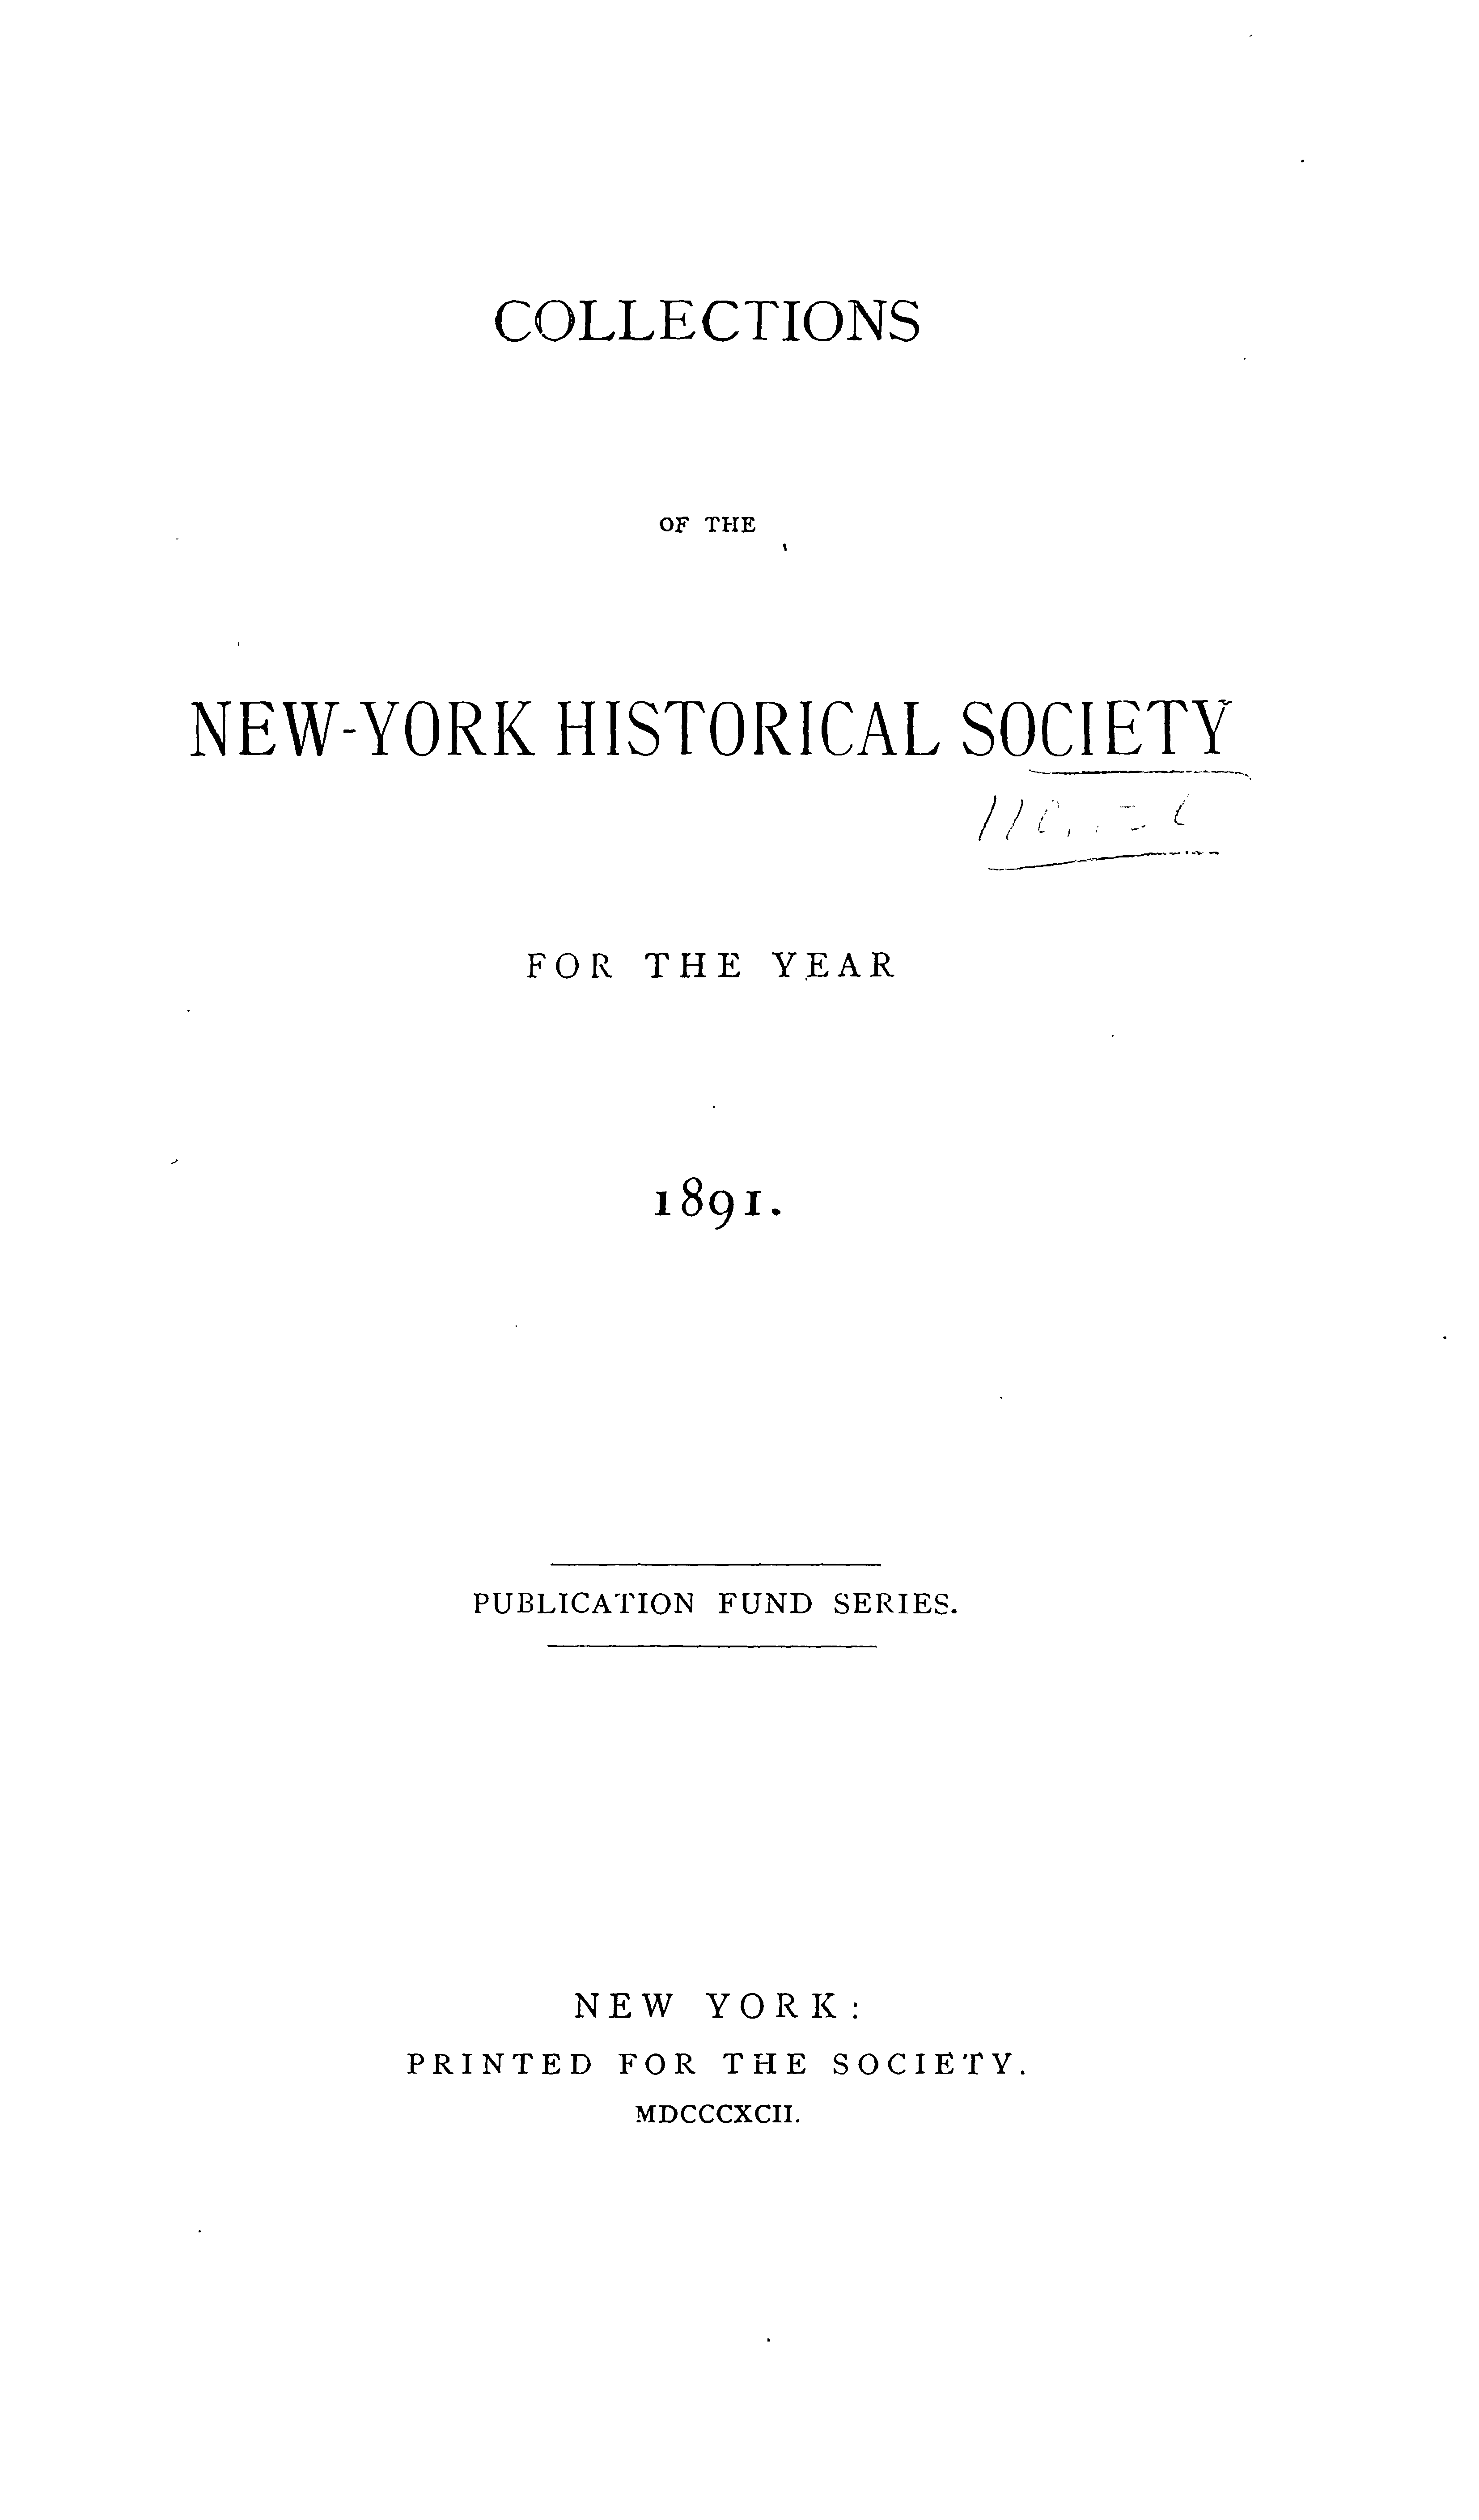 COLLECTIONS
OF THE
NEW-YORK HISTORICAL SOCIETY
FOR THE YEAR
1891.
PUBLICATION FUND SERIES.
NEW YORK:
PRINTED FOR THE SOCIETY.
MDCCCXCII.